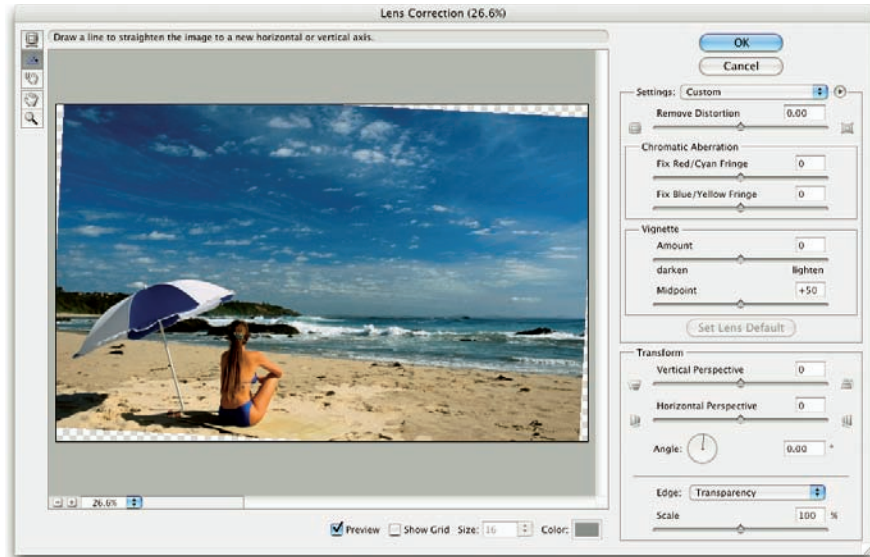 Lens Correction (26.6%)
Draw a line to straighten the image to a new horizontal or vertical axis.
OK
Cancel
Settings: Custom
Remove Distortion 0.00
Chromatic Aberration
Fix Red/Cyan Fringe 0
Fix Blue/Yellow Fringe 0
Vignette
Amount 0
darken lighten
Midpoint +50
Set Lens Default
Transform
Vertical Perspective 0
Horizontal Perspective 0
Angle: 0.00 °
Edge: Transparency
Scale 100 %
26.6%
Preview Show Grid Size: 16 Color: